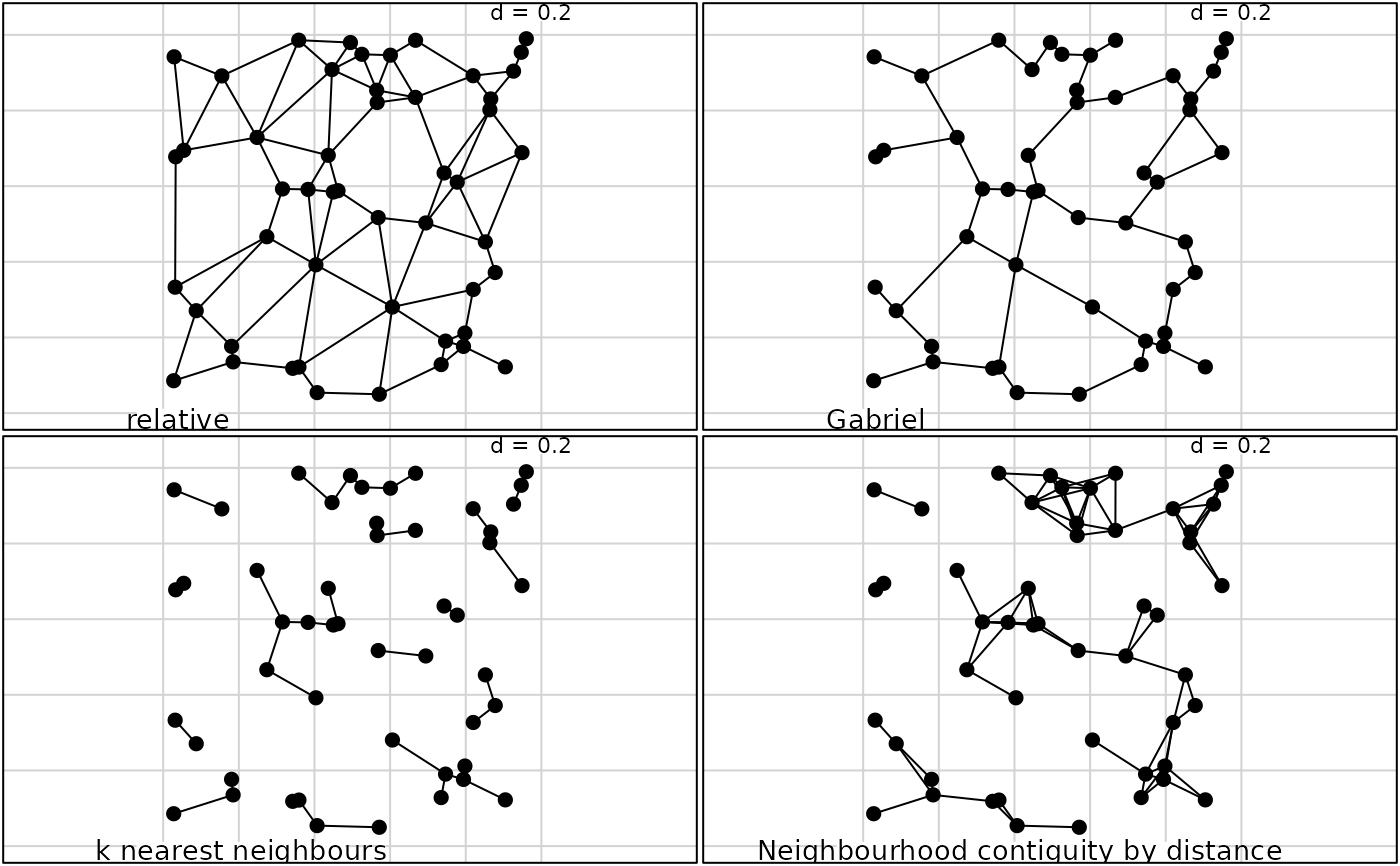 d = 0.2
relative
d = 0.2
Gabriel
d = 0.2
k nearest neighbours
d = 0.2
Neighbourhood contiguity by distance